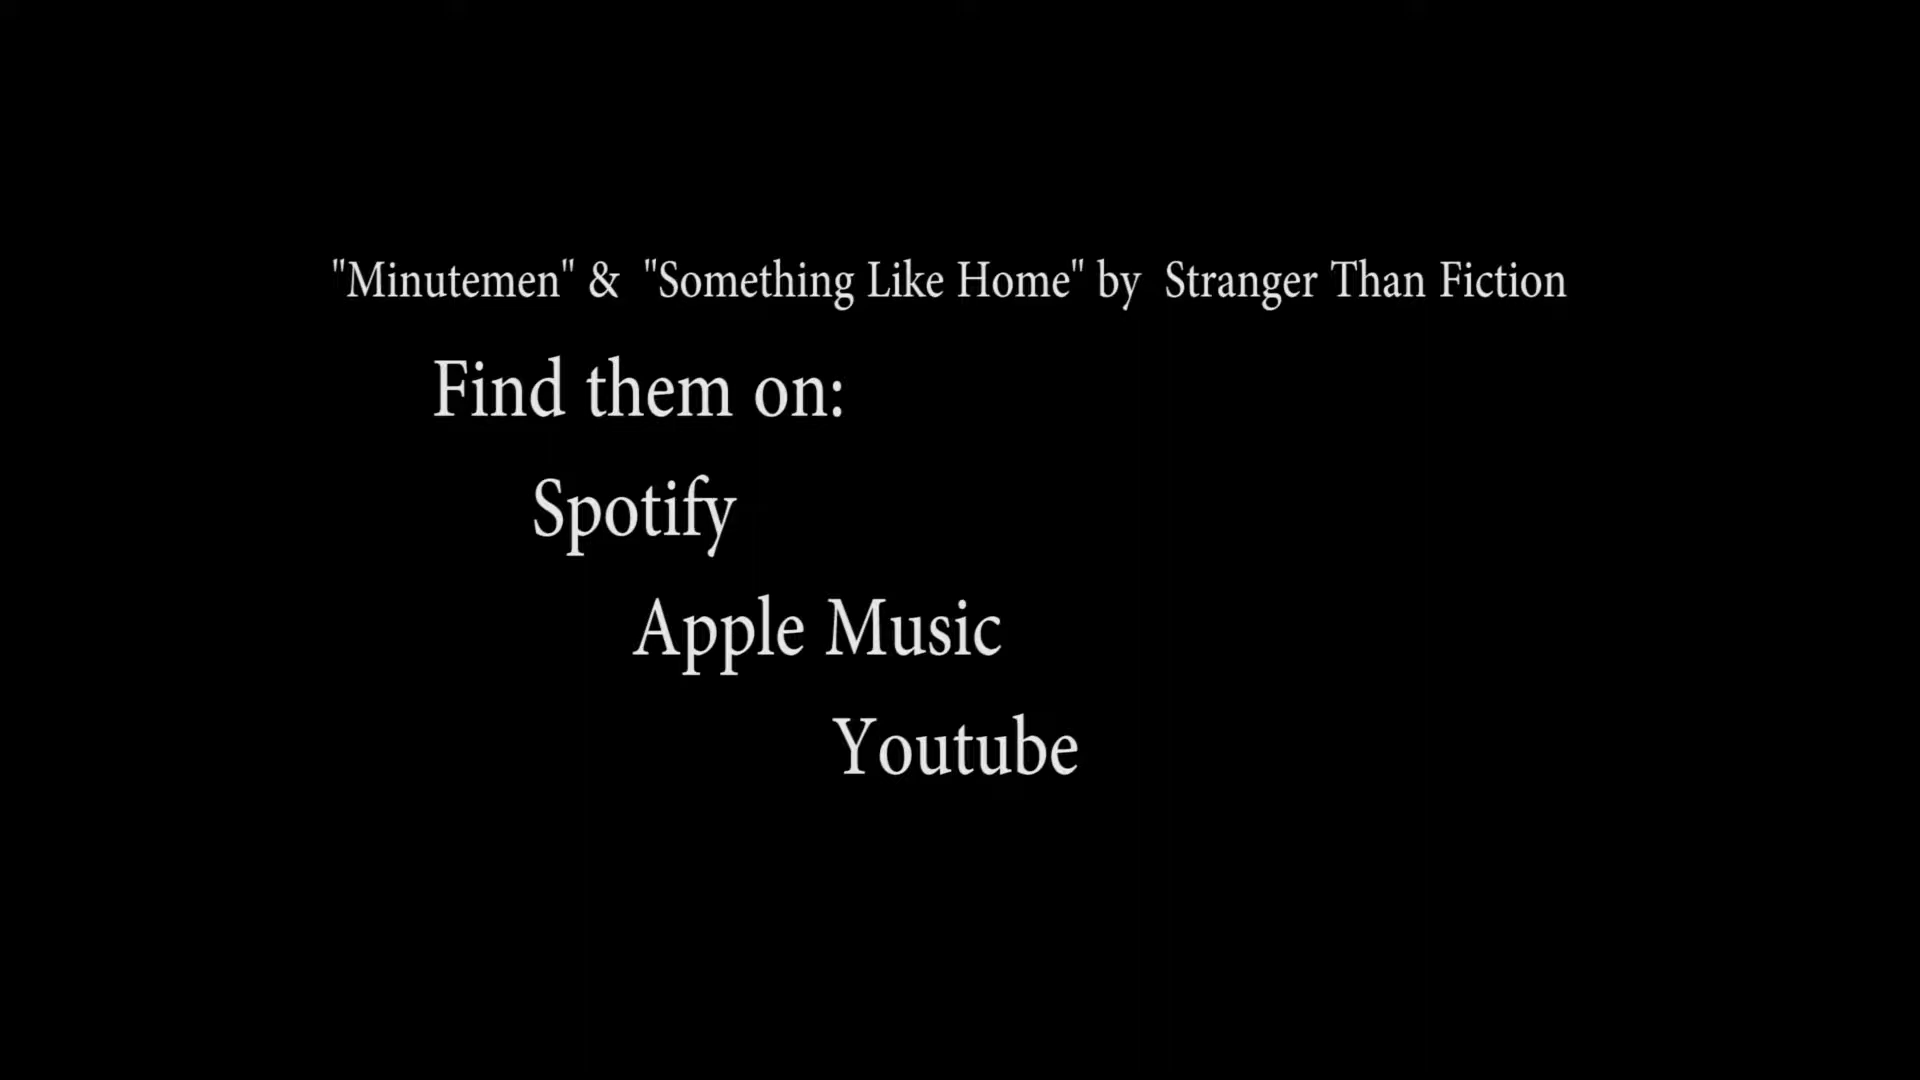 "Minutemen" & "Something Like Home" by Stranger Than Fiction
Find them on:
Spotify
Apple Music
Youtube